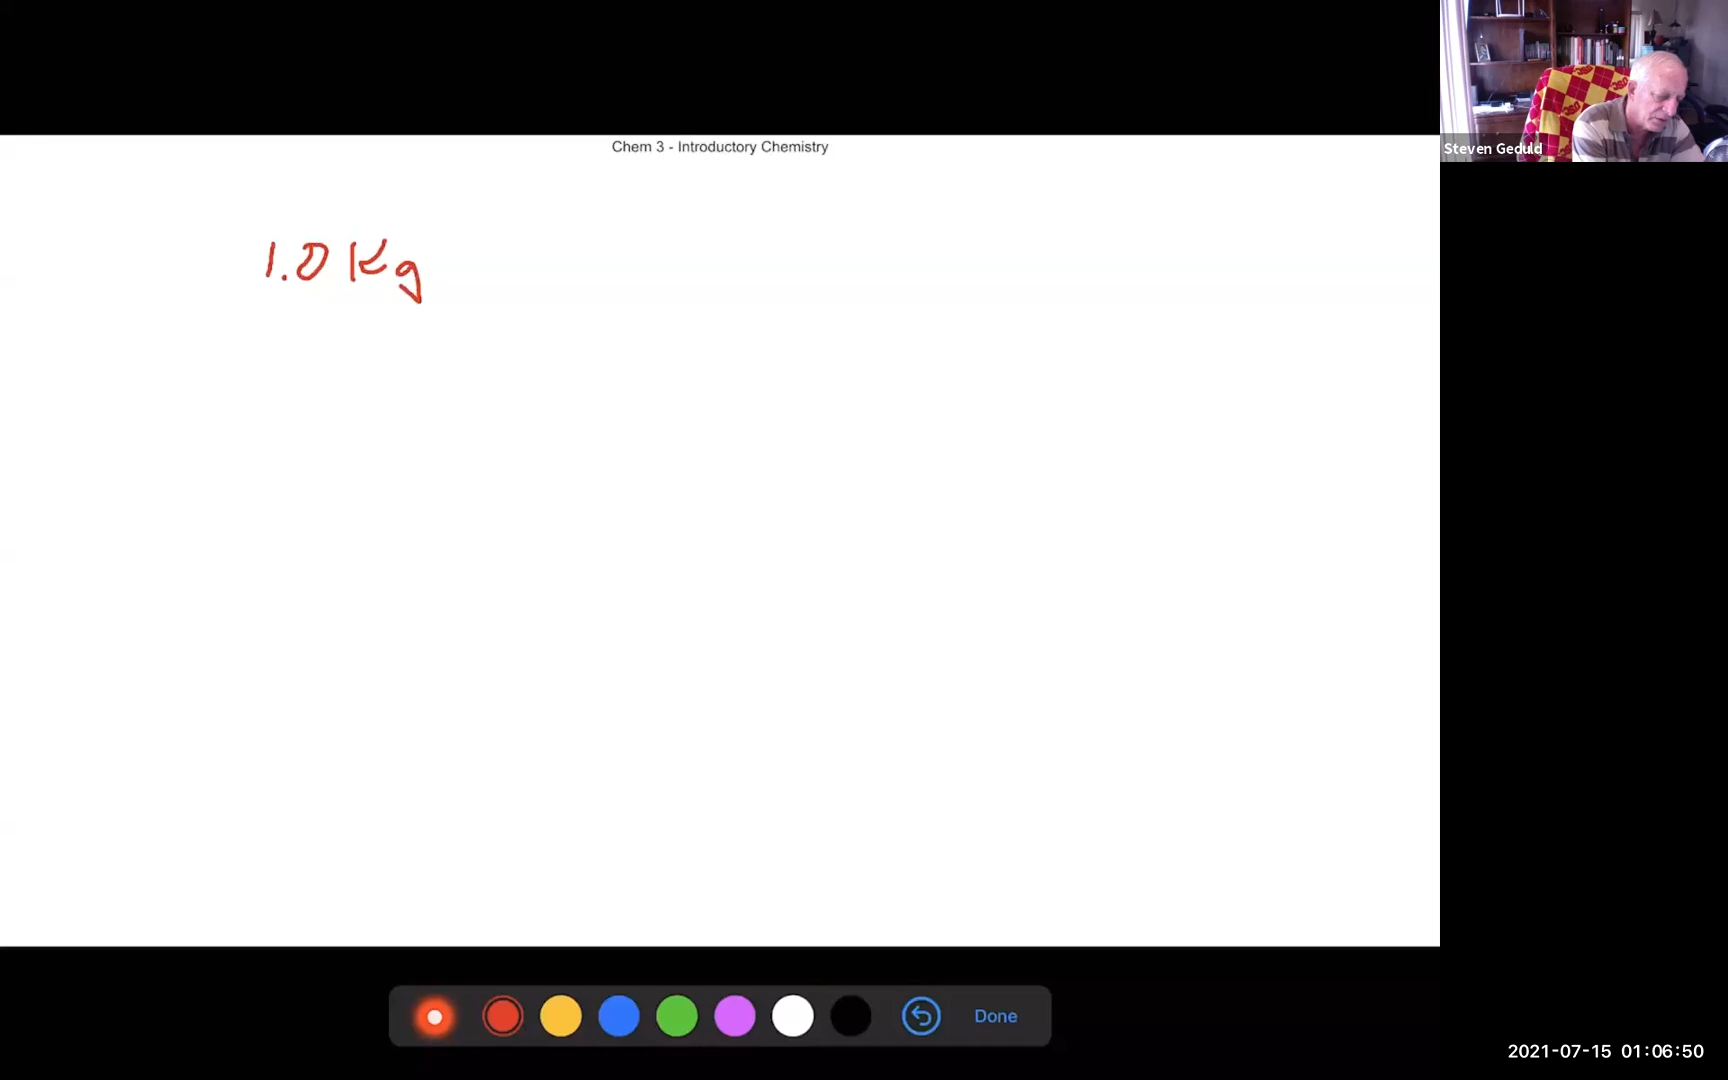 Chem 3 - Introductory Chemistry
Steven Geduld
1.0 Kg
Done
2021-07-15 01:06:50